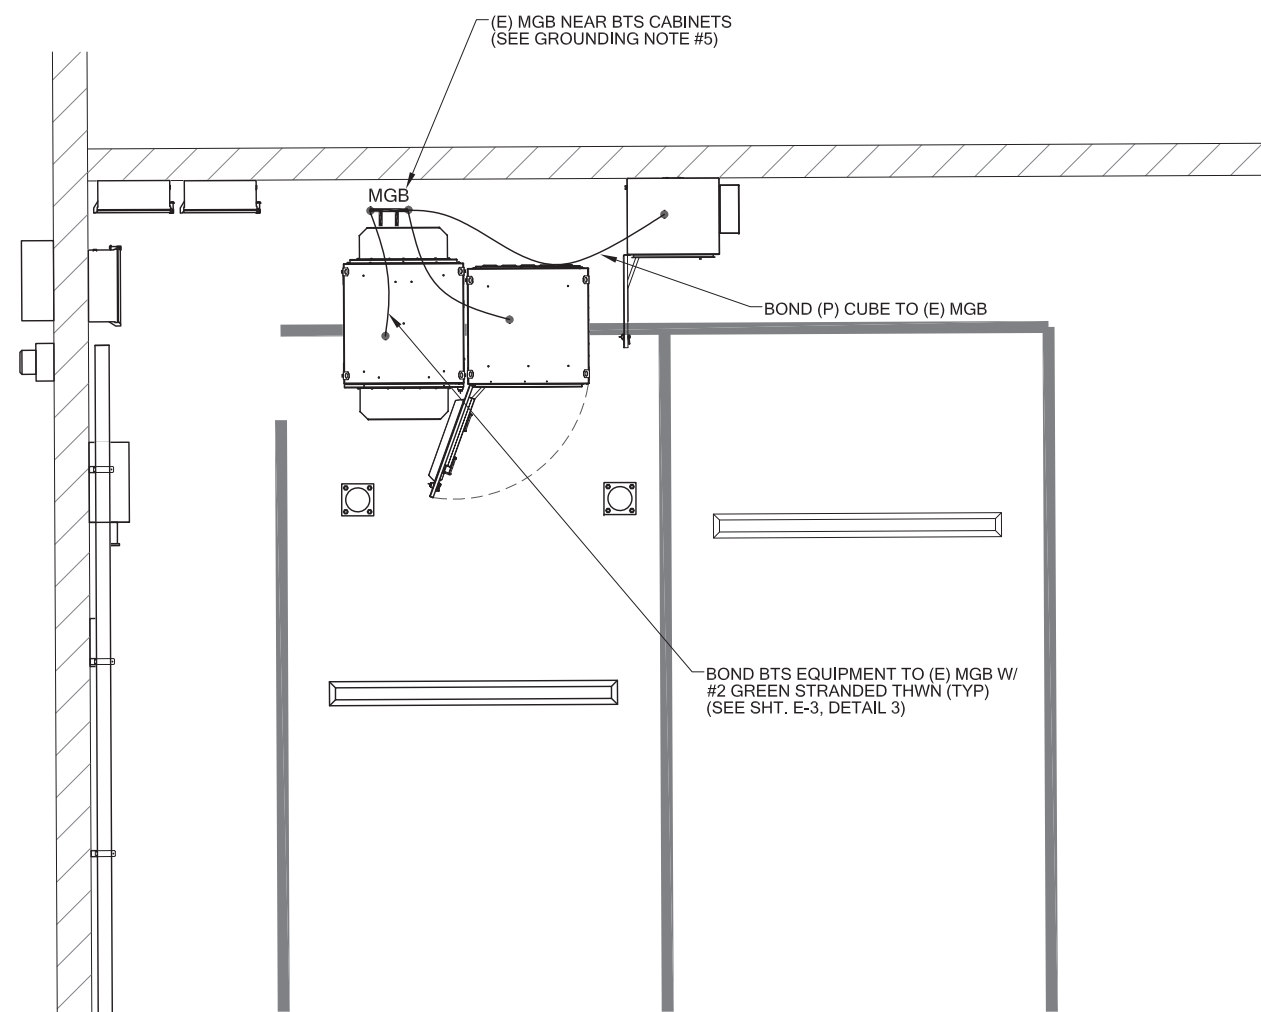 (E) MGB NEAR BTS CABINETS
(SEE GROUNDING NOTE #5)
MGB
BOND (P) CUBE TO (E) MGB
BOND BTS EQUIPMENT TO (E) MGB W/
#2 GREEN STRANDED THWN (TYP)
(SEE SHT. E-3, DETAIL 3)